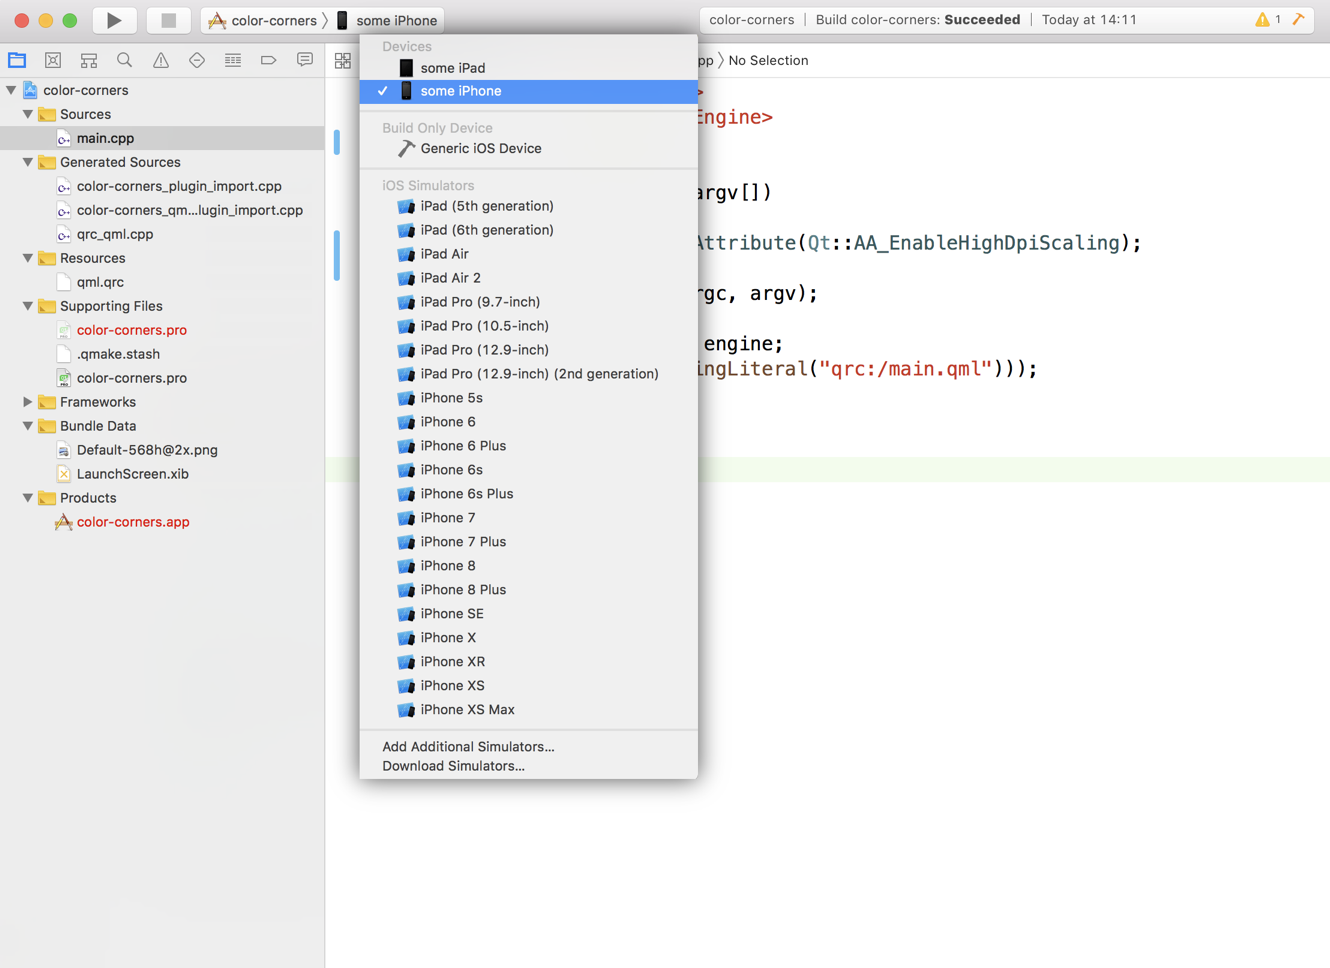 color-corners
some iPhone
color-corners
Build color-corners: Succeeded
Today at 14:11
1
color-corners
Sources
main.cpp
Generated Sources
color-corners_plugin_import.cpp
color-corners_qm...lugin_import.cpp
qrc_qml.cpp
Resources
qml.qrc
Supporting Files
color-corners.pro
.qmake.stash
color-corners.pro
Frameworks
Bundle Data
Default-568h@2x.png
LaunchScreen.xib
Products
color-corners.app
Devices
some iPad
some iPhone
Build Only Device
Generic iOS Device
iOS Simulators
iPad (5th generation)
iPad (6th generation)
iPad Air
iPad Air 2
iPad Pro (9.7-inch)
iPad Pro (10.5-inch)
iPad Pro (12.9-inch)
iPad Pro (12.9-inch) (2nd generation)
iPhone 5s
iPhone 6
iPhone 6 Plus
iPhone 6s
iPhone 6s Plus
iPhone 7
iPhone 7 Plus
iPhone 8
iPhone 8 Plus
iPhone SE
iPhone X
iPhone XR
iPhone XS
iPhone XS Max
Add Additional Simulators...
Download Simulators...
pp
No Selection
>
Engine>
argv[])
Attribute(Qt::AA_EnableHighDpiScaling);
rgc, argv);
engine;
ingLiteral("qrc:/main.qml")));